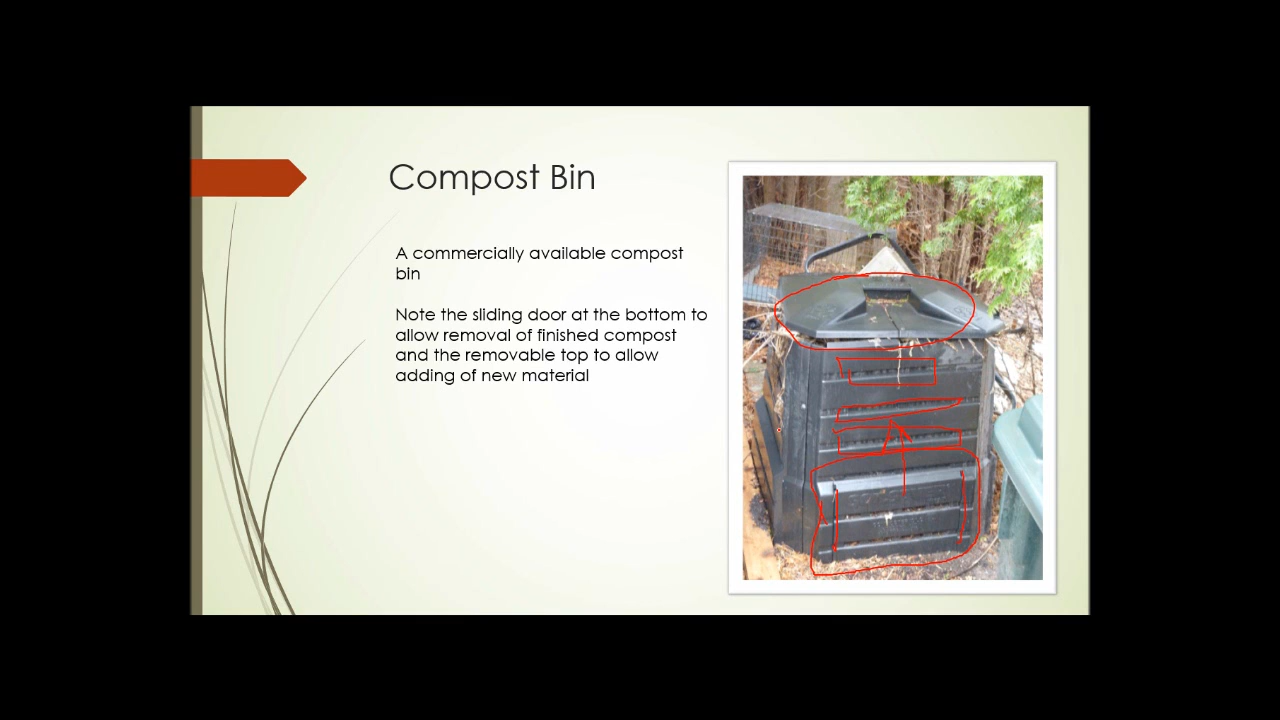 Compost Bin
A commercially available compost
bin
Note the sliding door at the bottom to
allow removal of finished compost
and the removable top to allow
adding of new material